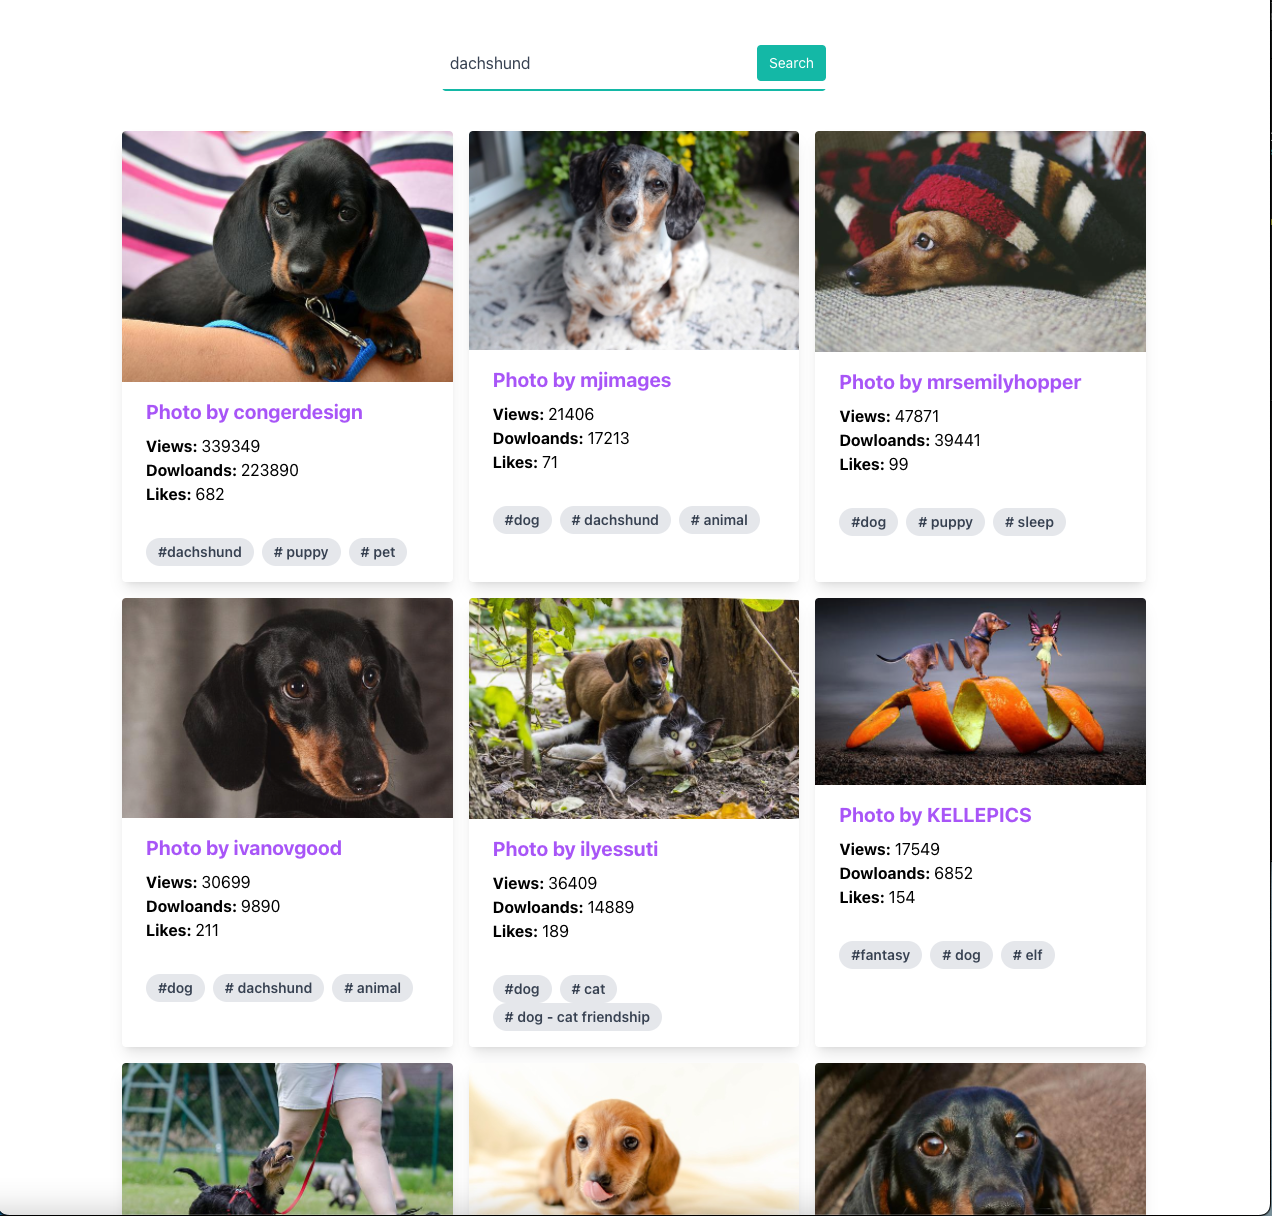 dachshund
Search
Photo by congerdesign
Views: 339349
Dowloands: 223890
Likes: 682
#dachshund
# puppy
# pet
Photo by mjimages
Views: 21406
Dowloands: 17213
Likes: 71
#dog
# dachshund
# animal
Photo by mrsemilyhopper
Views: 47871
Dowloands: 39441
Likes: 99
#dog
# puppy
# sleep
Photo by ivanovgood
Views: 30699
Dowloands: 9890
Likes: 211
#dog
# dachshund
# animal
Photo by ilyessuti
Views: 36409
Dowloands: 14889
Likes: 189
#dog
# cat
# dog - cat friendship
Photo by KELLEPICS
Views: 17549
Dowloands: 6852
Likes: 154
#fantasy
# dog
# elf